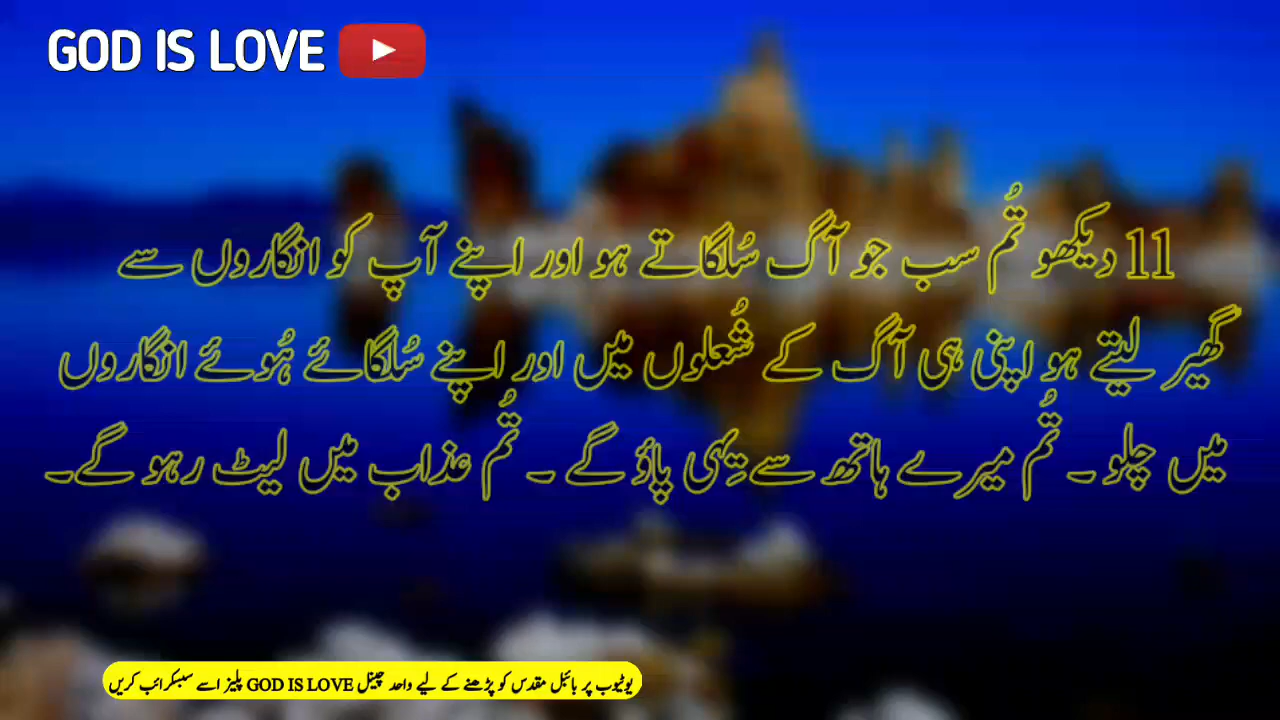 GOD IS LOVE
11 دیکھو تُم سب جو آگ سُلگاتے ہو اور اپنے آپ کو انگاروں سے
گھیر لیتے ہو اپنی ہی آگ کے شُعلوں میں اور اپنے سُلگائے ہُوئے انگاروں
میں چلو ۔ تُم میرے ہاتھ سے یِہی پاؤ گے ۔ تُم عذاب میں لیٹ رہو گے۔
یوٹیوب پر بائبل مقدس کو پڑھنے کے لیے واحد چینل GOD IS LOVE پلیز اسے سبسکرائب کریں